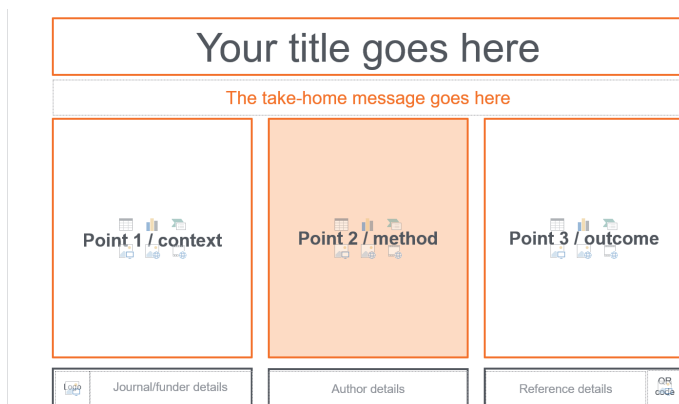 Your title goes here
The take-home message goes here
Point 1 / context
Point 2 / method
Point 3 / outcome
Logo
Journal/funder details
Author details
Reference details
QR
code